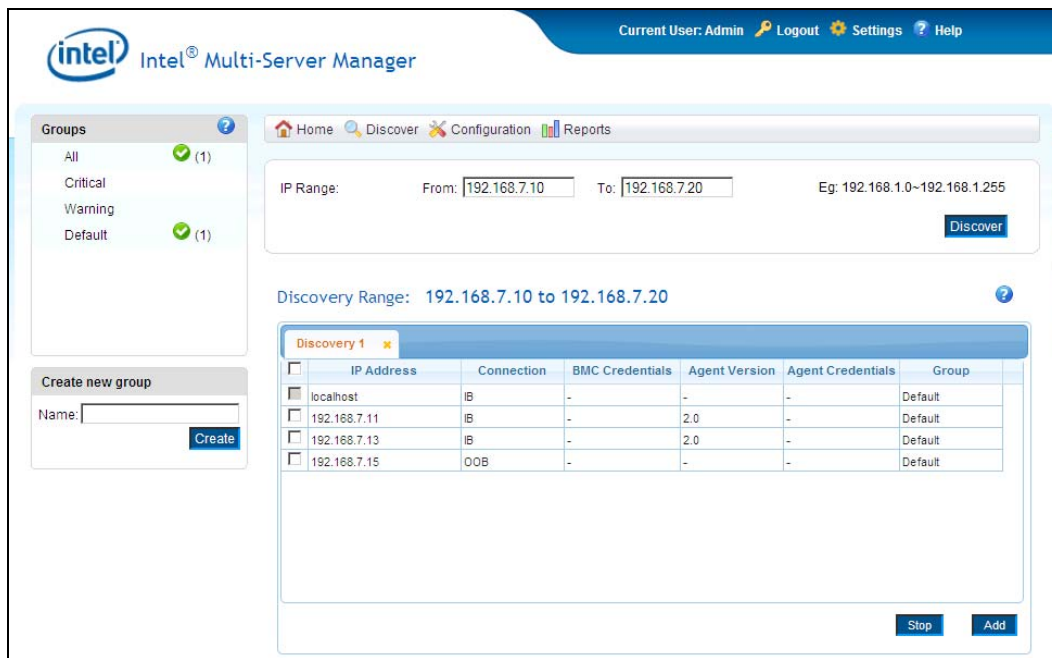 Current User: Admin Logout Settings Help
intel Intel® Multi-Server Manager
Groups
All (1)
Critical
Warning
Default (1)
Create new group
Name:
Create
Home Discover Configuration Reports
IP Range: From: 192.168.7.10 To: 192.168.7.20 Eg: 192.168.1.0~192.168.1.255
Discover
Discovery Range: 192.168.7.10 to 192.168.7.20
Discovery 1
IP Address Connection BMC Credentials Agent Version Agent Credentials Group
localhost IB - - - Default
192.168.7.11 IB - 2.0 - Default
192.168.7.13 IB - 2.0 - Default
192.168.7.15 OOB - - - Default
Stop Add